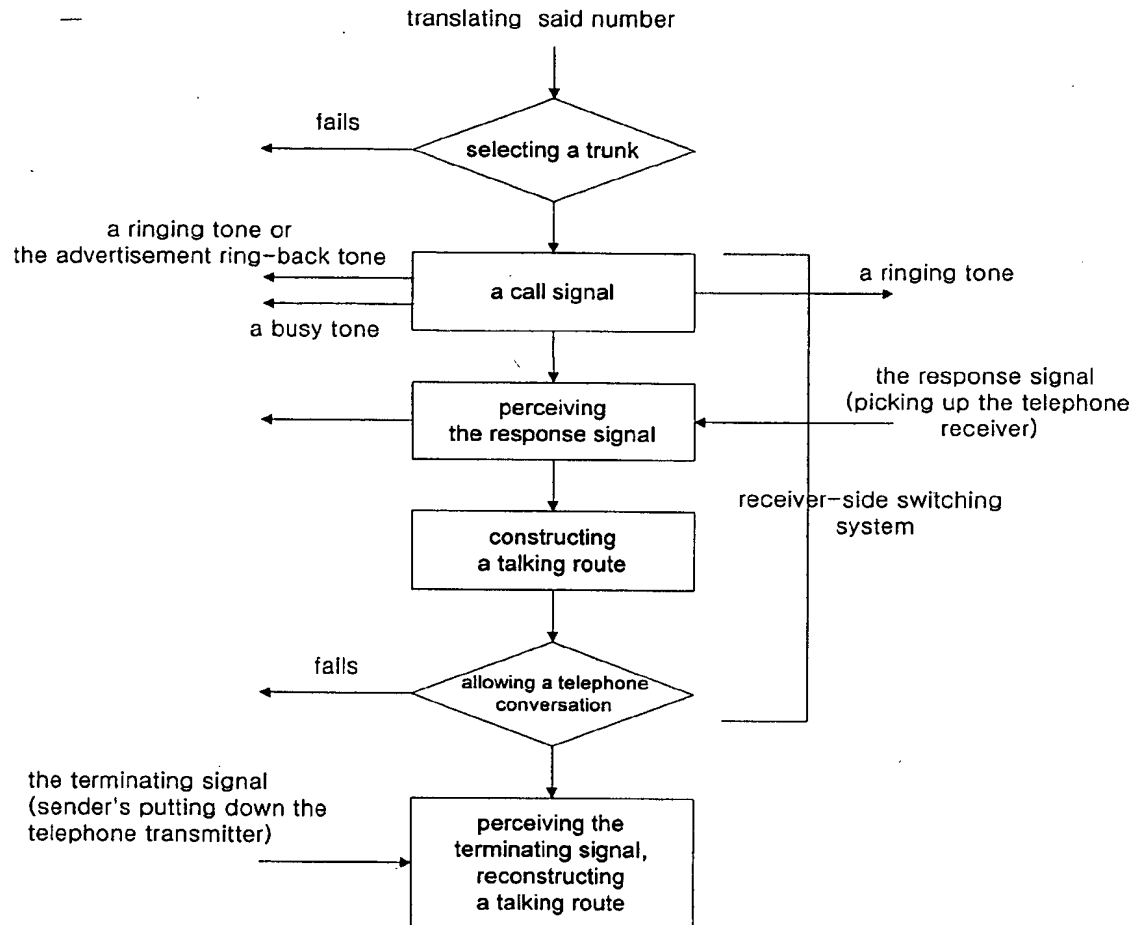 translating said number
fails
selecting a trunk
a ringing tone or
the advertisement ring-back tone
a call signal
a ringing tone
a busy tone
the response signal
(picking up the telephone
receiver)
perceiving
the response signal
receiver-side switching
system
constructing
a talking route
fails
allowing a telephone
conversation
the terminating signal
(sender's putting down the
telephone transmitter)
perceiving the
terminating signal,
reconstructing
a talking route